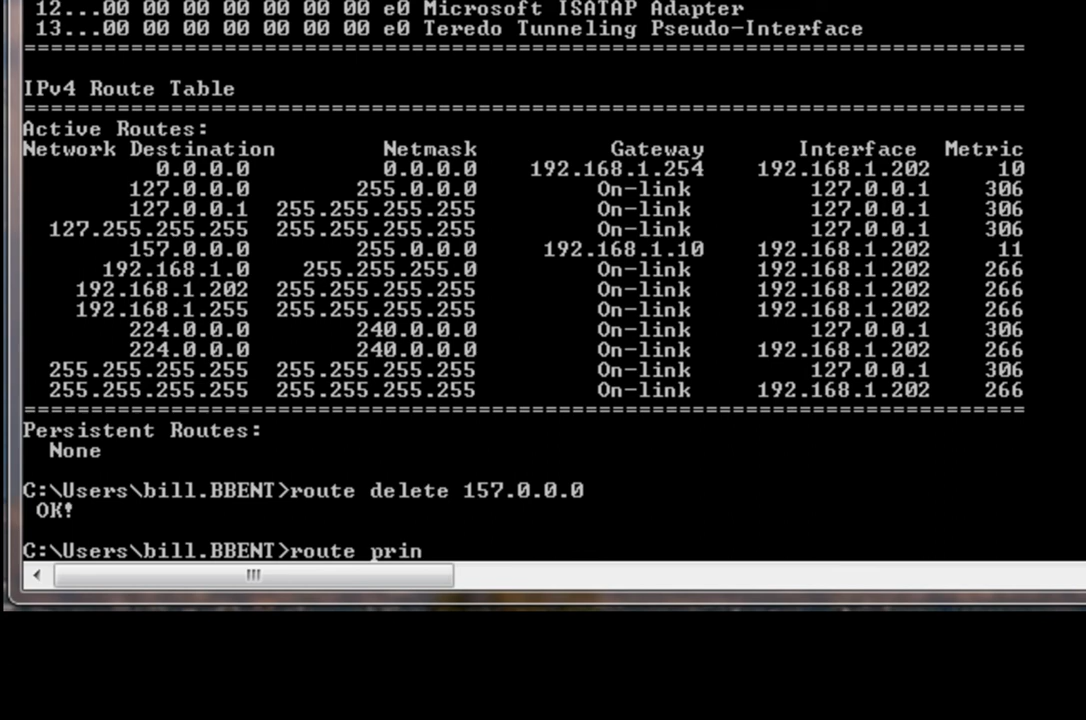 12...00 00 00 00 00 00 00 e0 Microsoft ISATAP Adapter
13...00 00 00 00 00 00 00 e0 Teredo Tunneling Pseudo-Interface
===========================================================================
IPv4 Route Table
===========================================================================
Active Routes:
Network Destination        Netmask          Gateway       Interface  Metric
          0.0.0.0          0.0.0.0    192.168.1.254    192.168.1.202     10
        127.0.0.0        255.0.0.0         On-link         127.0.0.1    306
        127.0.0.1  255.255.255.255         On-link         127.0.0.1    306
  127.255.255.255  255.255.255.255         On-link         127.0.0.1    306
        157.0.0.0        255.0.0.0     192.168.1.10    192.168.1.202     11
      192.168.1.0    255.255.255.0         On-link     192.168.1.202    266
    192.168.1.202  255.255.255.255         On-link     192.168.1.202    266
    192.168.1.255  255.255.255.255         On-link     192.168.1.202    266
        224.0.0.0        240.0.0.0         On-link         127.0.0.1    306
        224.0.0.0        240.0.0.0         On-link     192.168.1.202    266
  255.255.255.255  255.255.255.255         On-link         127.0.0.1    306
  255.255.255.255  255.255.255.255         On-link     192.168.1.202    266
===========================================================================
Persistent Routes:
  None
C:\Users\bill.BBENT>route delete 157.0.0.0
 OK!
C:\Users\bill.BBENT>route prin